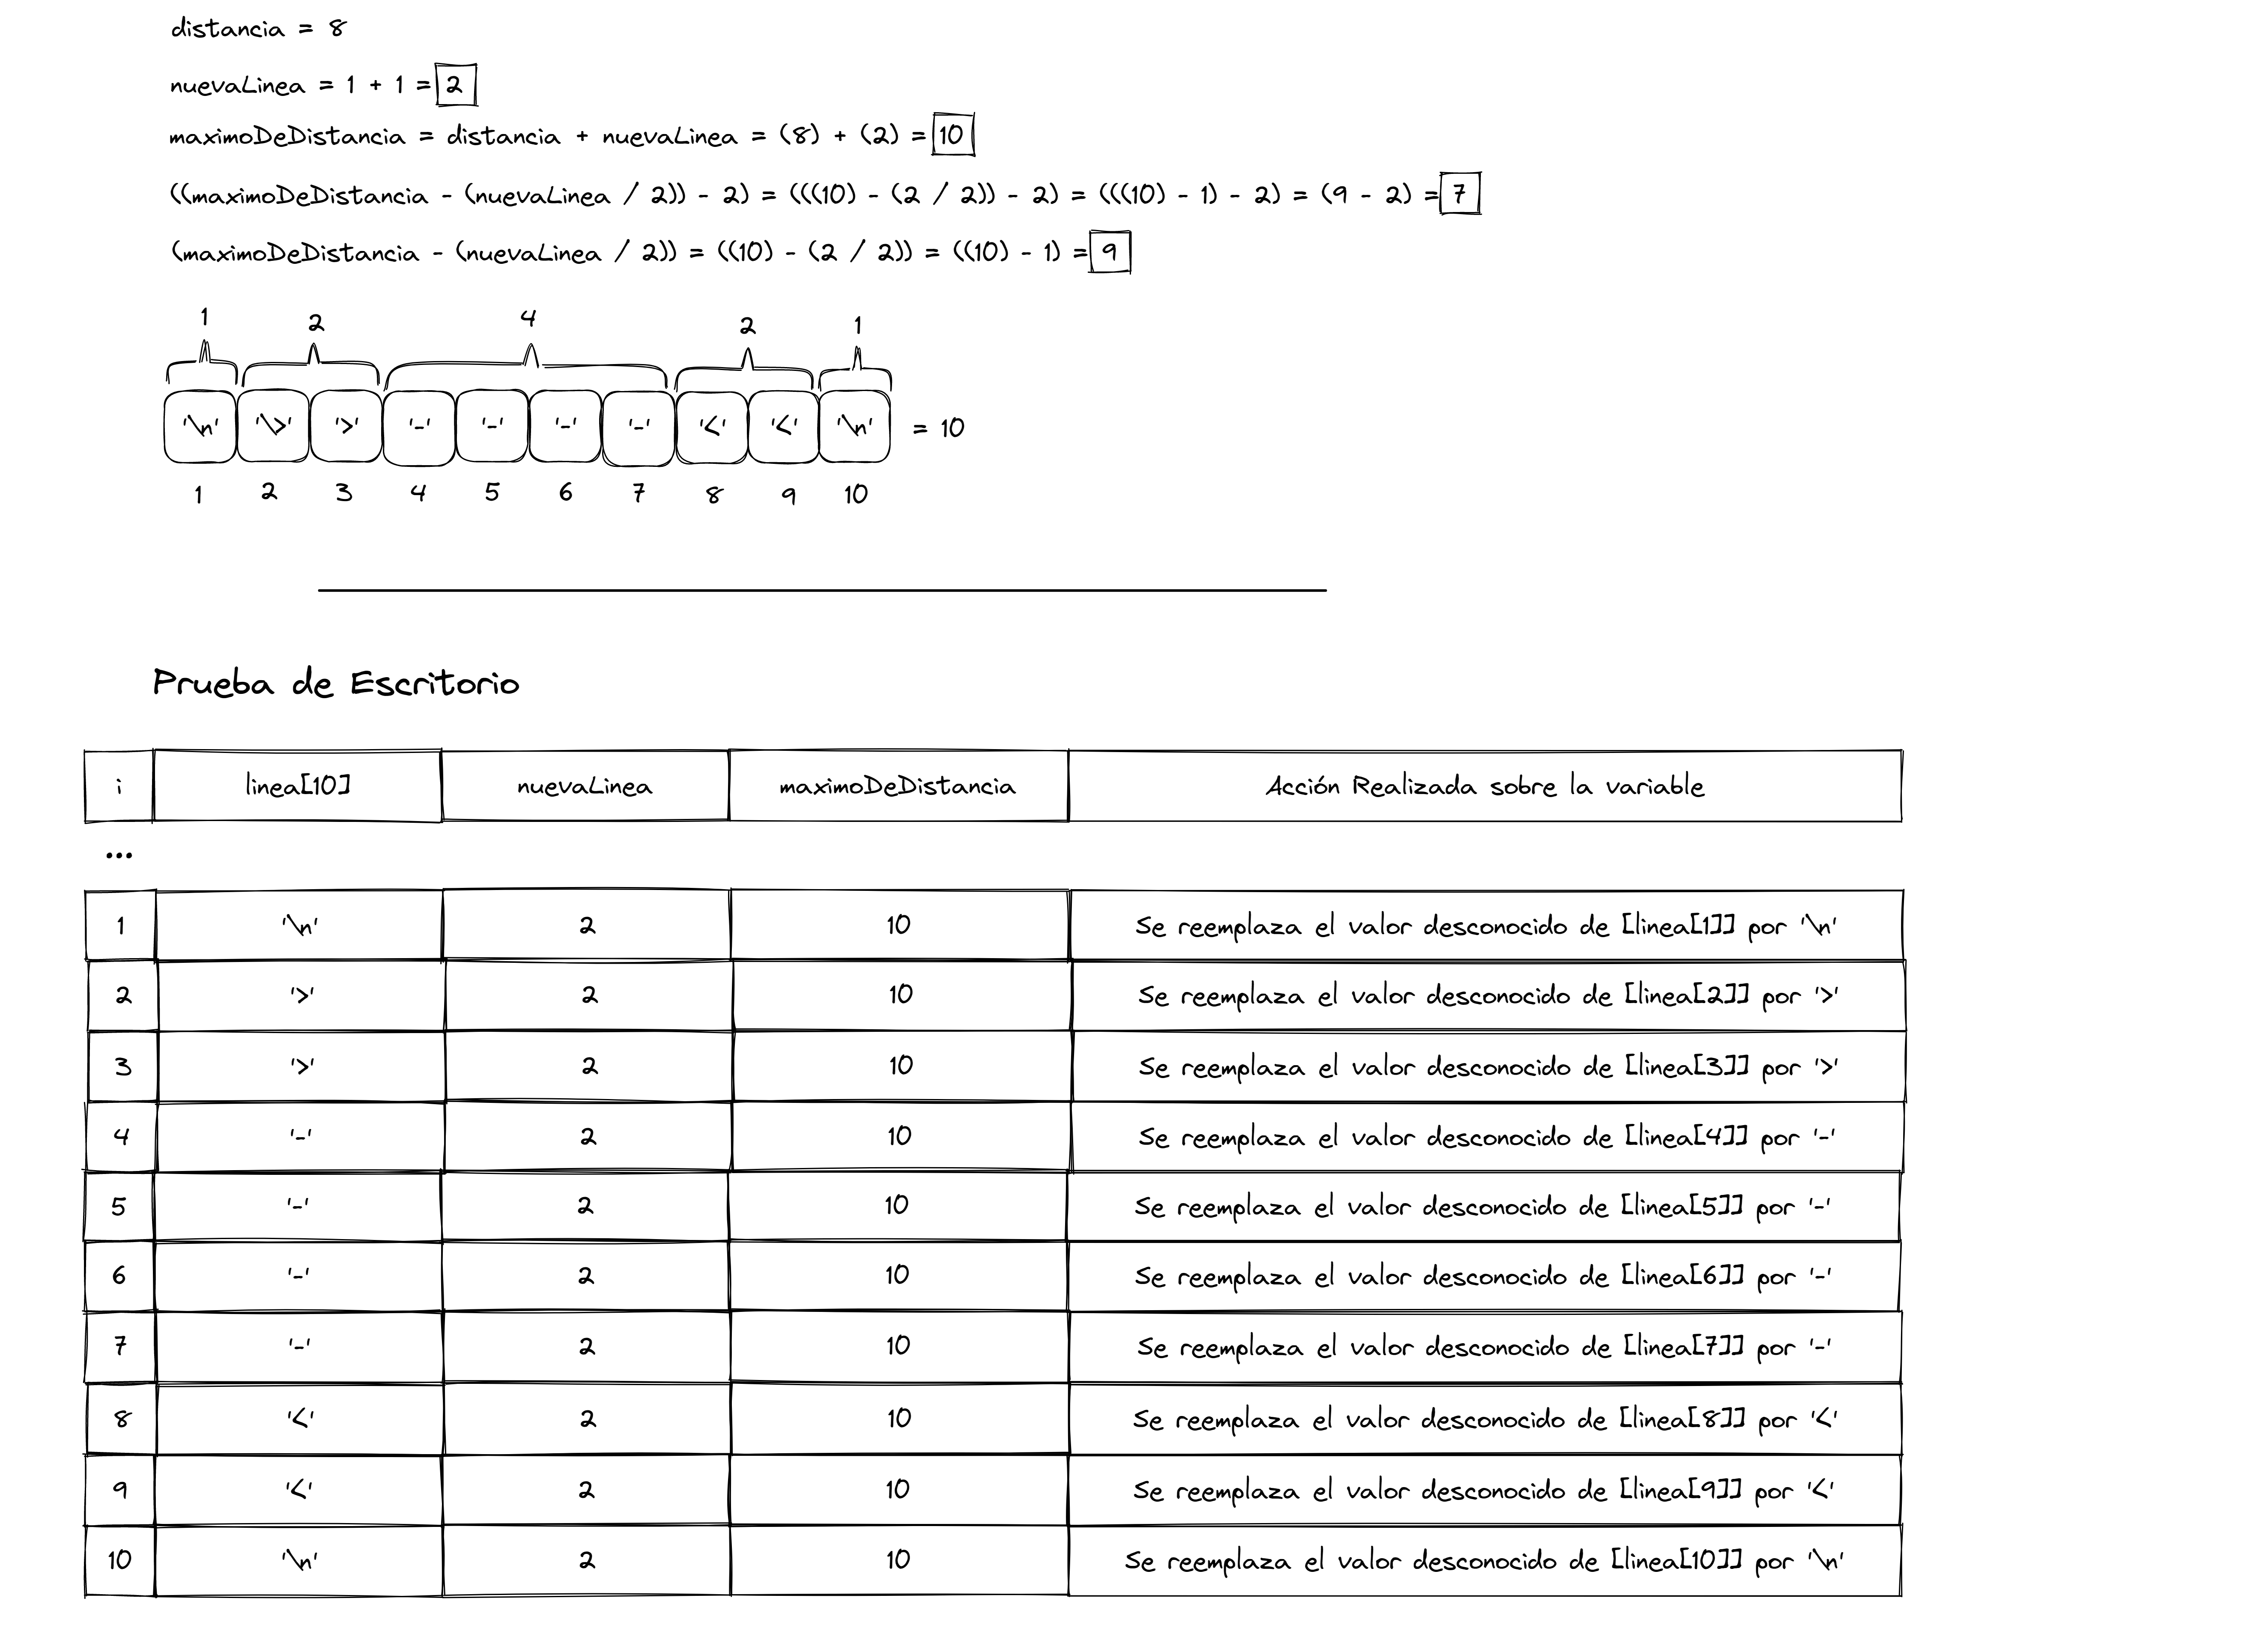 distancia = 8
nuevaLinea = 1 + 1 = 2
maximoDeDistancia = distancia + nuevaLinea = (8) + (2) = 10
((maximoDeDistancia - (nuevaLinea / 2)) - 2) = (((10) - (2 / 2)) - 2) = (((10) - 1) - 2) = (9 - 2) = 7
(maximoDeDistancia - (nuevaLinea / 2)) = ((10) - (2 / 2)) = ((10) - 1) = 9
1 2 4 2 1
'\n' '\>' '>' '-' '-' '-' '-' '<' '<' '\n' = 10
1 2 3 4 5 6 7 8 9 10
Prueba de Escritorio
i linea[10] nuevaLinea maximoDeDistancia Acción Realizada sobre la variable
...
1 '\n' 2 10 Se reemplaza el valor desconocido de [linea[1]] por '\n'
2 '>' 2 10 Se reemplaza el valor desconocido de [linea[2]] por '>'
3 '>' 2 10 Se reemplaza el valor desconocido de [linea[3]] por '>'
4 '-' 2 10 Se reemplaza el valor desconocido de [linea[4]] por '-'
5 '-' 2 10 Se reemplaza el valor desconocido de [linea[5]] por '-'
6 '-' 2 10 Se reemplaza el valor desconocido de [linea[6]] por '-'
7 '-' 2 10 Se reemplaza el valor desconocido de [linea[7]] por '-'
8 '<' 2 10 Se reemplaza el valor desconocido de [linea[8]] por '<'
9 '<' 2 10 Se reemplaza el valor desconocido de [linea[9]] por '<'
10 '\n' 2 10 Se reemplaza el valor desconocido de [linea[10]] por '\n'